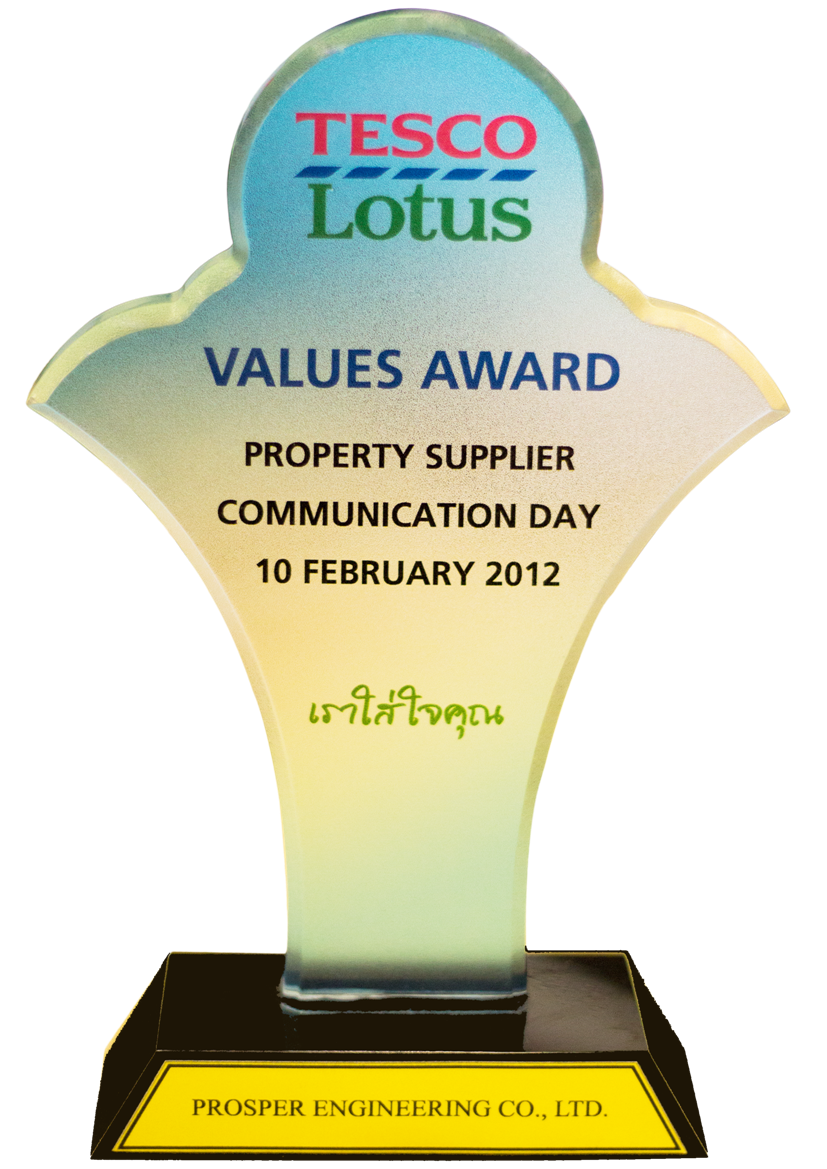 TESCO
Lotus
VALUES AWARD
PROPERTY SUPPLIER
COMMUNICATION DAY
10 FEBRUARY 2012
เราใส่ใจคุณ
PROSPER ENGINEERING CO., LTD.